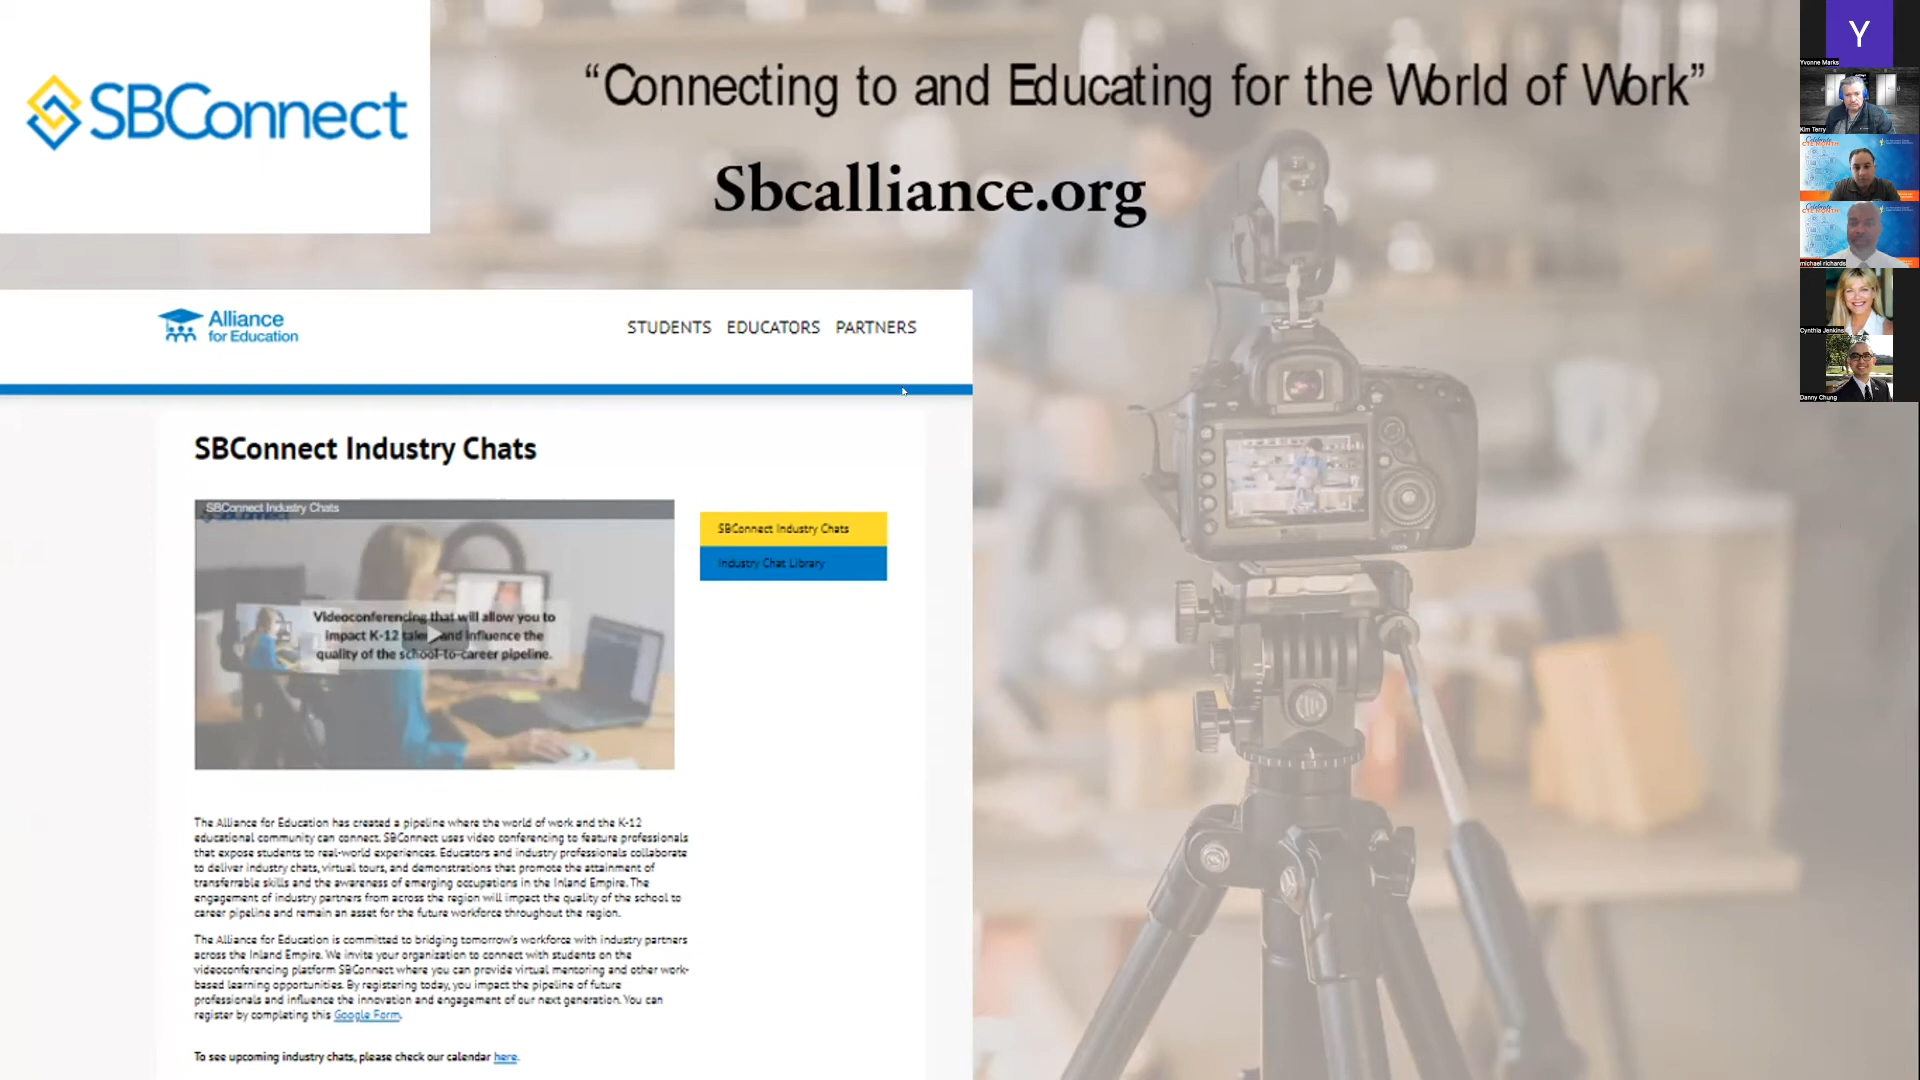 SBConnect
“Connecting to and Educating for the World of Work”
Sbcalliance.org
Alliance
for Education
STUDENTS EDUCATORS PARTNERS
SBConnect Industry Chats
SBConnect Industry Chats
Videoconferencing that will allow you to
impact K-12 talent and influence the
quality of the school-to-career pipeline.
SBConnect Industry Chats
Industry Chat Library
The Alliance for Education has created a pipeline where the world of work and the K-12
educational community can connect. SBConnect uses video conferencing to feature professionals
that expose students to real-world experiences. Educators and industry professionals collaborate
to deliver industry chats, virtual tours, and demonstrations that promote the attainment of
transferrable skills and the awareness of emerging occupations in the Inland Empire. The
engagement of industry partners from across the region will impact the quality of the school to
career pipeline and remain an asset for the future workforce throughout the region.
The Alliance for Education is committed to bridging tomorrow's workforce with industry partners
across the Inland Empire. We invite your organization to connect with students on the
videoconferencing platform SBConnect where you can provide virtual mentoring and other work-
based learning opportunities. By registering today, you impact the pipeline of future
professionals and influence the innovation and engagement of our next generation. You can
register by completing this Google Form.
To see upcoming industry chats, please check our calendar here.
Y
Yvonne Marks
Kim Terry
Celebrate
CTE MONTH
Celebrate
CTE MONTH
michael richards
Cynthia Jenkins
Danny Chung